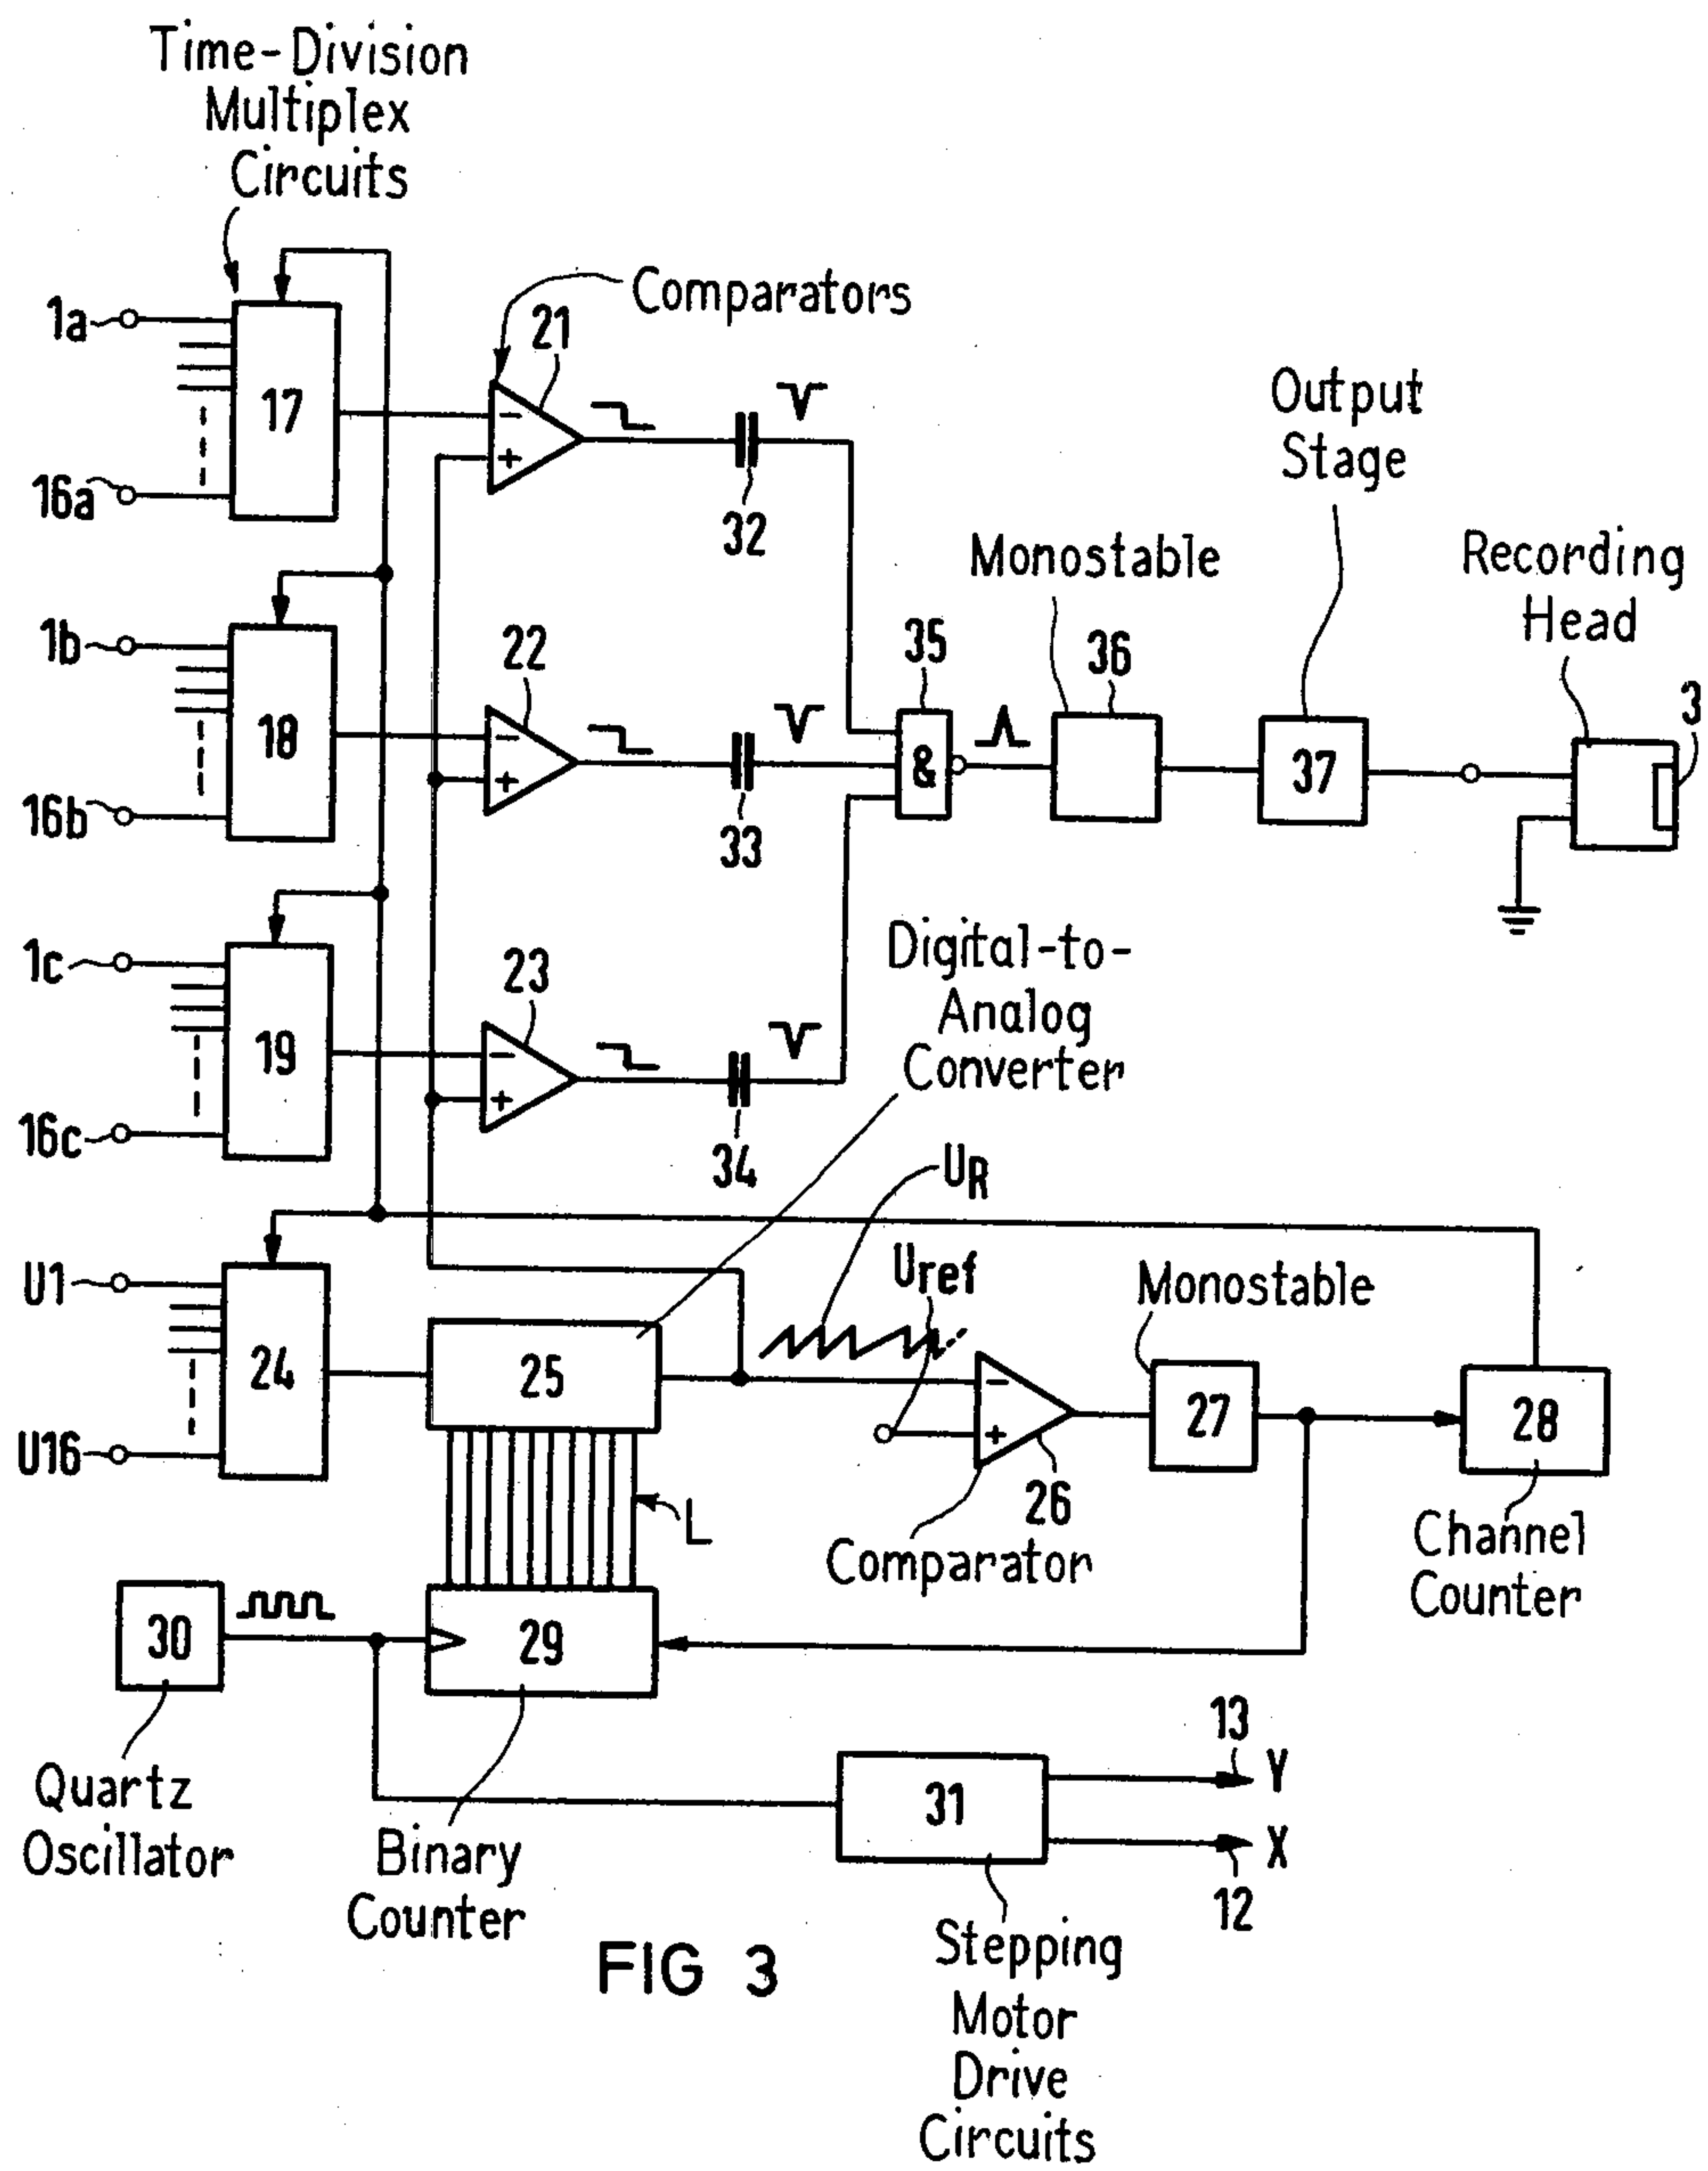 Time-Division
Multiplex
Circuits
Comparators
1a
17
16a
21
32
Output
Stage
Monostable
Recording
Head
1b
18
16b
22
33
35
&
36
37
3
1c
19
16c
23
34
Digital-to-
Analog
Converter
UR
Uref
U1
24
U16
25
L
26
Comparator
Monostable
27
28
Channel
Counter
30
Quartz
Oscillator
29
Binary
Counter
31
13
Y
X
12
Stepping
Motor
Drive
Circuits
- + - + - + - +
FIG 3